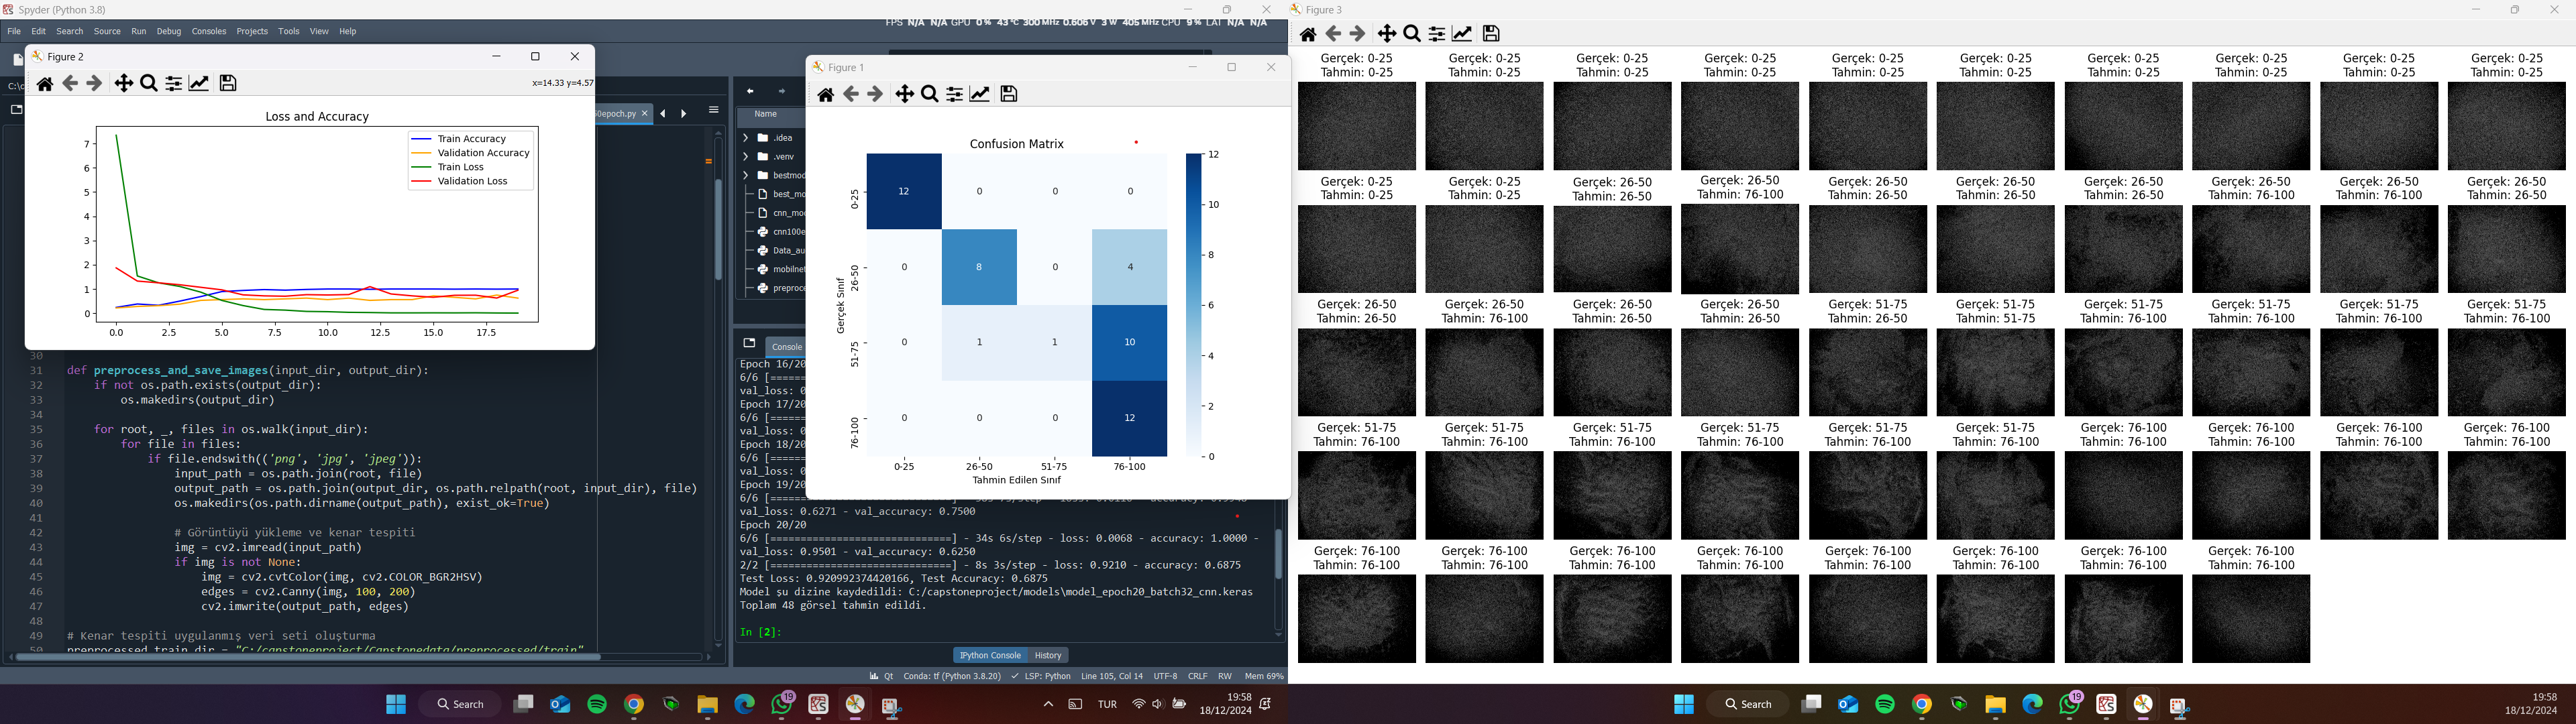 Spyder (Python 3.8)
FPS N/A N/A GPU 0 % 43 °C 300 MHz 0.606 V 3 W 405 MHz CPU 9 % LAT N/A N/A
File Edit Search Source Run Debug Consoles Projects Tools View Help
Figure 2
x=14.33 y=4.57
Loss and Accuracy
Train Accuracy
Validation Accuracy
Train Loss
Validation Loss
7
6
5
4
3
2
1
0
0.0 2.5 5.0 7.5 10.0 12.5 15.0 17.5
30
31 def preprocess_and_save_images(input_dir, output_dir):
32 if not os.path.exists(output_dir):
33 os.makedirs(output_dir)
34
35 for root, _, files in os.walk(input_dir):
36 for file in files:
37 if file.endswith(('png', 'jpg', 'jpeg')):
38 input_path = os.path.join(root, file)
39 output_path = os.path.join(output_dir, os.path.relpath(root, input_dir), file)
40 os.makedirs(os.path.dirname(output_path), exist_ok=True)
41
42 # Görüntüyü yükleme ve kenar tespiti
43 img = cv2.imread(input_path)
44 if img is not None:
45 img = cv2.cvtColor(img, cv2.COLOR_BGR2HSV)
46 edges = cv2.Canny(img, 100, 200)
47 cv2.imwrite(output_path, edges)
48
49 # Kenar tespiti uygulanmış veri seti oluşturma
50 preprocessed_train_dir = "C:/capstoneproject/Capstonedata/preprocessed/train"
Name
.idea
.venv
bestmod
best_mo
cnn_mod
cnn100e
Data_au
mobilnet
preproce
Figure 1
Confusion Matrix
12 0 0 0
0 8 0 4
0 1 1 10
0 0 0 12
0-25
26-50
51-75
76-100
Gerçek Sınıf
0-25 26-50 51-75 76-100
Tahmin Edilen Sınıf
12
10
8
6
4
2
0
Console
Epoch 16/20
6/6 [======
val_loss: 0
Epoch 17/20
6/6 [======
val_loss: 0
Epoch 18/20
6/6 [======
val_loss: 0
Epoch 19/20
val_loss: 0.6271 - val_accuracy: 0.7500
Epoch 20/20
6/6 [==============================] - 34s 6s/step - loss: 0.0068 - accuracy: 1.0000 -
val_loss: 0.9501 - val_accuracy: 0.6250
2/2 [==============================] - 8s 3s/step - loss: 0.9210 - accuracy: 0.6875
Test Loss: 0.920992374420166, Test Accuracy: 0.6875
Model şu dizine kaydedildi: C:/capstoneproject/models\model_epoch20_batch32_cnn.keras
Toplam 48 görsel tahmin edildi.
In [2]:
IPython Console History
Qt Conda: tf (Python 3.8.20) LSP: Python Line 105, Col 14 UTF-8 CRLF RW Mem 69%
Search
19
TUR
19:58
18/12/2024
Figure 3
Gerçek: 0-25 Gerçek: 0-25 Gerçek: 0-25 Gerçek: 0-25 Gerçek: 0-25 Gerçek: 0-25 Gerçek: 0-25 Gerçek: 0-25 Gerçek: 0-25 Gerçek: 0-25
Tahmin: 0-25 Tahmin: 0-25 Tahmin: 0-25 Tahmin: 0-25 Tahmin: 0-25 Tahmin: 0-25 Tahmin: 0-25 Tahmin: 0-25 Tahmin: 0-25 Tahmin: 0-25
Gerçek: 0-25 Gerçek: 0-25 Gerçek: 26-50 Gerçek: 26-50 Gerçek: 26-50 Gerçek: 26-50 Gerçek: 26-50 Gerçek: 26-50 Gerçek: 26-50 Gerçek: 26-50
Tahmin: 0-25 Tahmin: 0-25 Tahmin: 26-50 Tahmin: 76-100 Tahmin: 26-50 Tahmin: 26-50 Tahmin: 76-100 Tahmin: 76-100 Tahmin: 26-50
Gerçek: 26-50 Gerçek: 26-50 Gerçek: 26-50 Gerçek: 26-50 Gerçek: 51-75 Gerçek: 51-75 Gerçek: 51-75 Gerçek: 51-75 Gerçek: 51-75 Gerçek: 51-75
Tahmin: 26-50 Tahmin: 76-100 Tahmin: 26-50 Tahmin: 26-50 Tahmin: 26-50 Tahmin: 51-75 Tahmin: 76-100 Tahmin: 76-100 Tahmin: 76-100
Gerçek: 51-75 Gerçek: 51-75 Gerçek: 51-75 Gerçek: 51-75 Gerçek: 51-75 Gerçek: 51-75 Gerçek: 76-100 Gerçek: 76-100 Gerçek: 76-100 Gerçek: 76-100
Tahmin: 76-100 Tahmin: 76-100 Tahmin: 76-100 Tahmin: 76-100 Tahmin: 76-100 Tahmin: 76-100 Tahmin: 76-100 Tahmin: 76-100 Tahmin: 76-100 Tahmin: 76-100
Gerçek: 76-100 Gerçek: 76-100 Gerçek: 76-100 Gerçek: 76-100 Gerçek: 76-100 Gerçek: 76-100 Gerçek: 76-100 Gerçek: 76-100
Tahmin: 76-100 Tahmin: 76-100 Tahmin: 76-100 Tahmin: 76-100 Tahmin: 76-100 Tahmin: 76-100 Tahmin: 76-100 Tahmin: 76-100
Search
19
19:58
18/12/2024